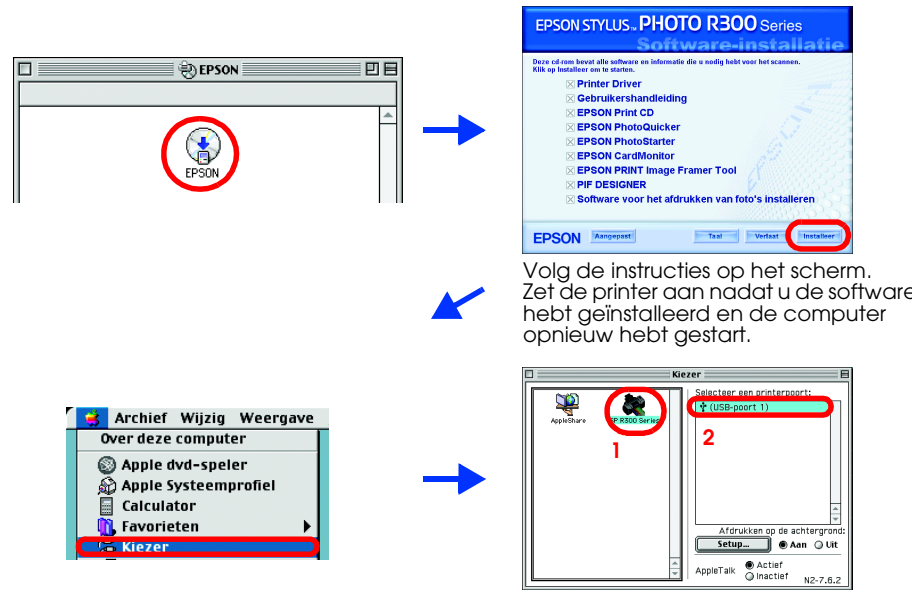 EPSON
EPSON
EPSON STYLUS™ PHOTO R300 Series
Software-installatie
Deze cd-rom bevat alle software en informatie die u nodig hebt voor het scannen.
Klik op Installeer om te starten.
Printer Driver
Gebruikershandleiding
EPSON Print CD
EPSON PhotoQuicker
EPSON PhotoStarter
EPSON CardMonitor
EPSON PRINT Image Framer Tool
PIF DESIGNER
Software voor het afdrukken van foto's installeren
EPSON Aangepast Taal Verlaat Installeer
EPSON
Volg de instructies op het scherm.
Zet de printer aan nadat u de software
hebt geïnstalleerd en de computer
opnieuw hebt gestart.
Archief Wijzig Weergave
Over deze computer
Apple dvd-speler
Apple Systeemprofiel
Calculator
Favorieten
Kiezer
Kiezer
AppleShare
EP R300 Series
1
Selecteer een printerpoort:
(USB-poort 1)
2
Afdrukken op de achtergrond:
Setup... Aan Uit
AppleTalk Actief
Inactief
N2-7.6.2